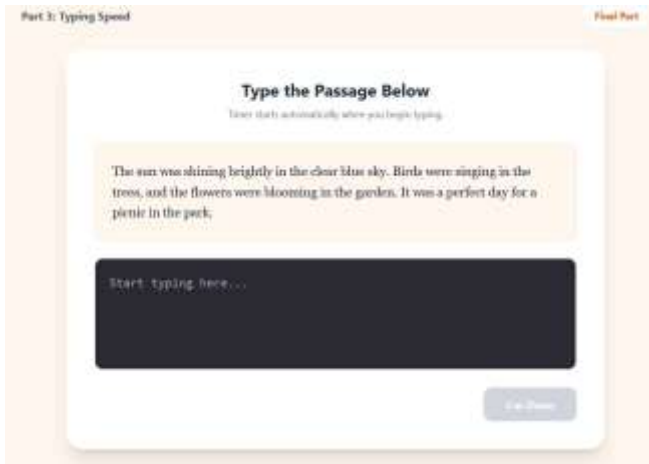 Part 3: Typing Speed
Final Part
Type the Passage Below
Timer starts automatically when you begin typing.
The sun was shining brightly in the clear blue sky. Birds were singing in the
trees, and the flowers were blooming in the garden. It was a perfect day for a
picnic in the park.
Start typing here...